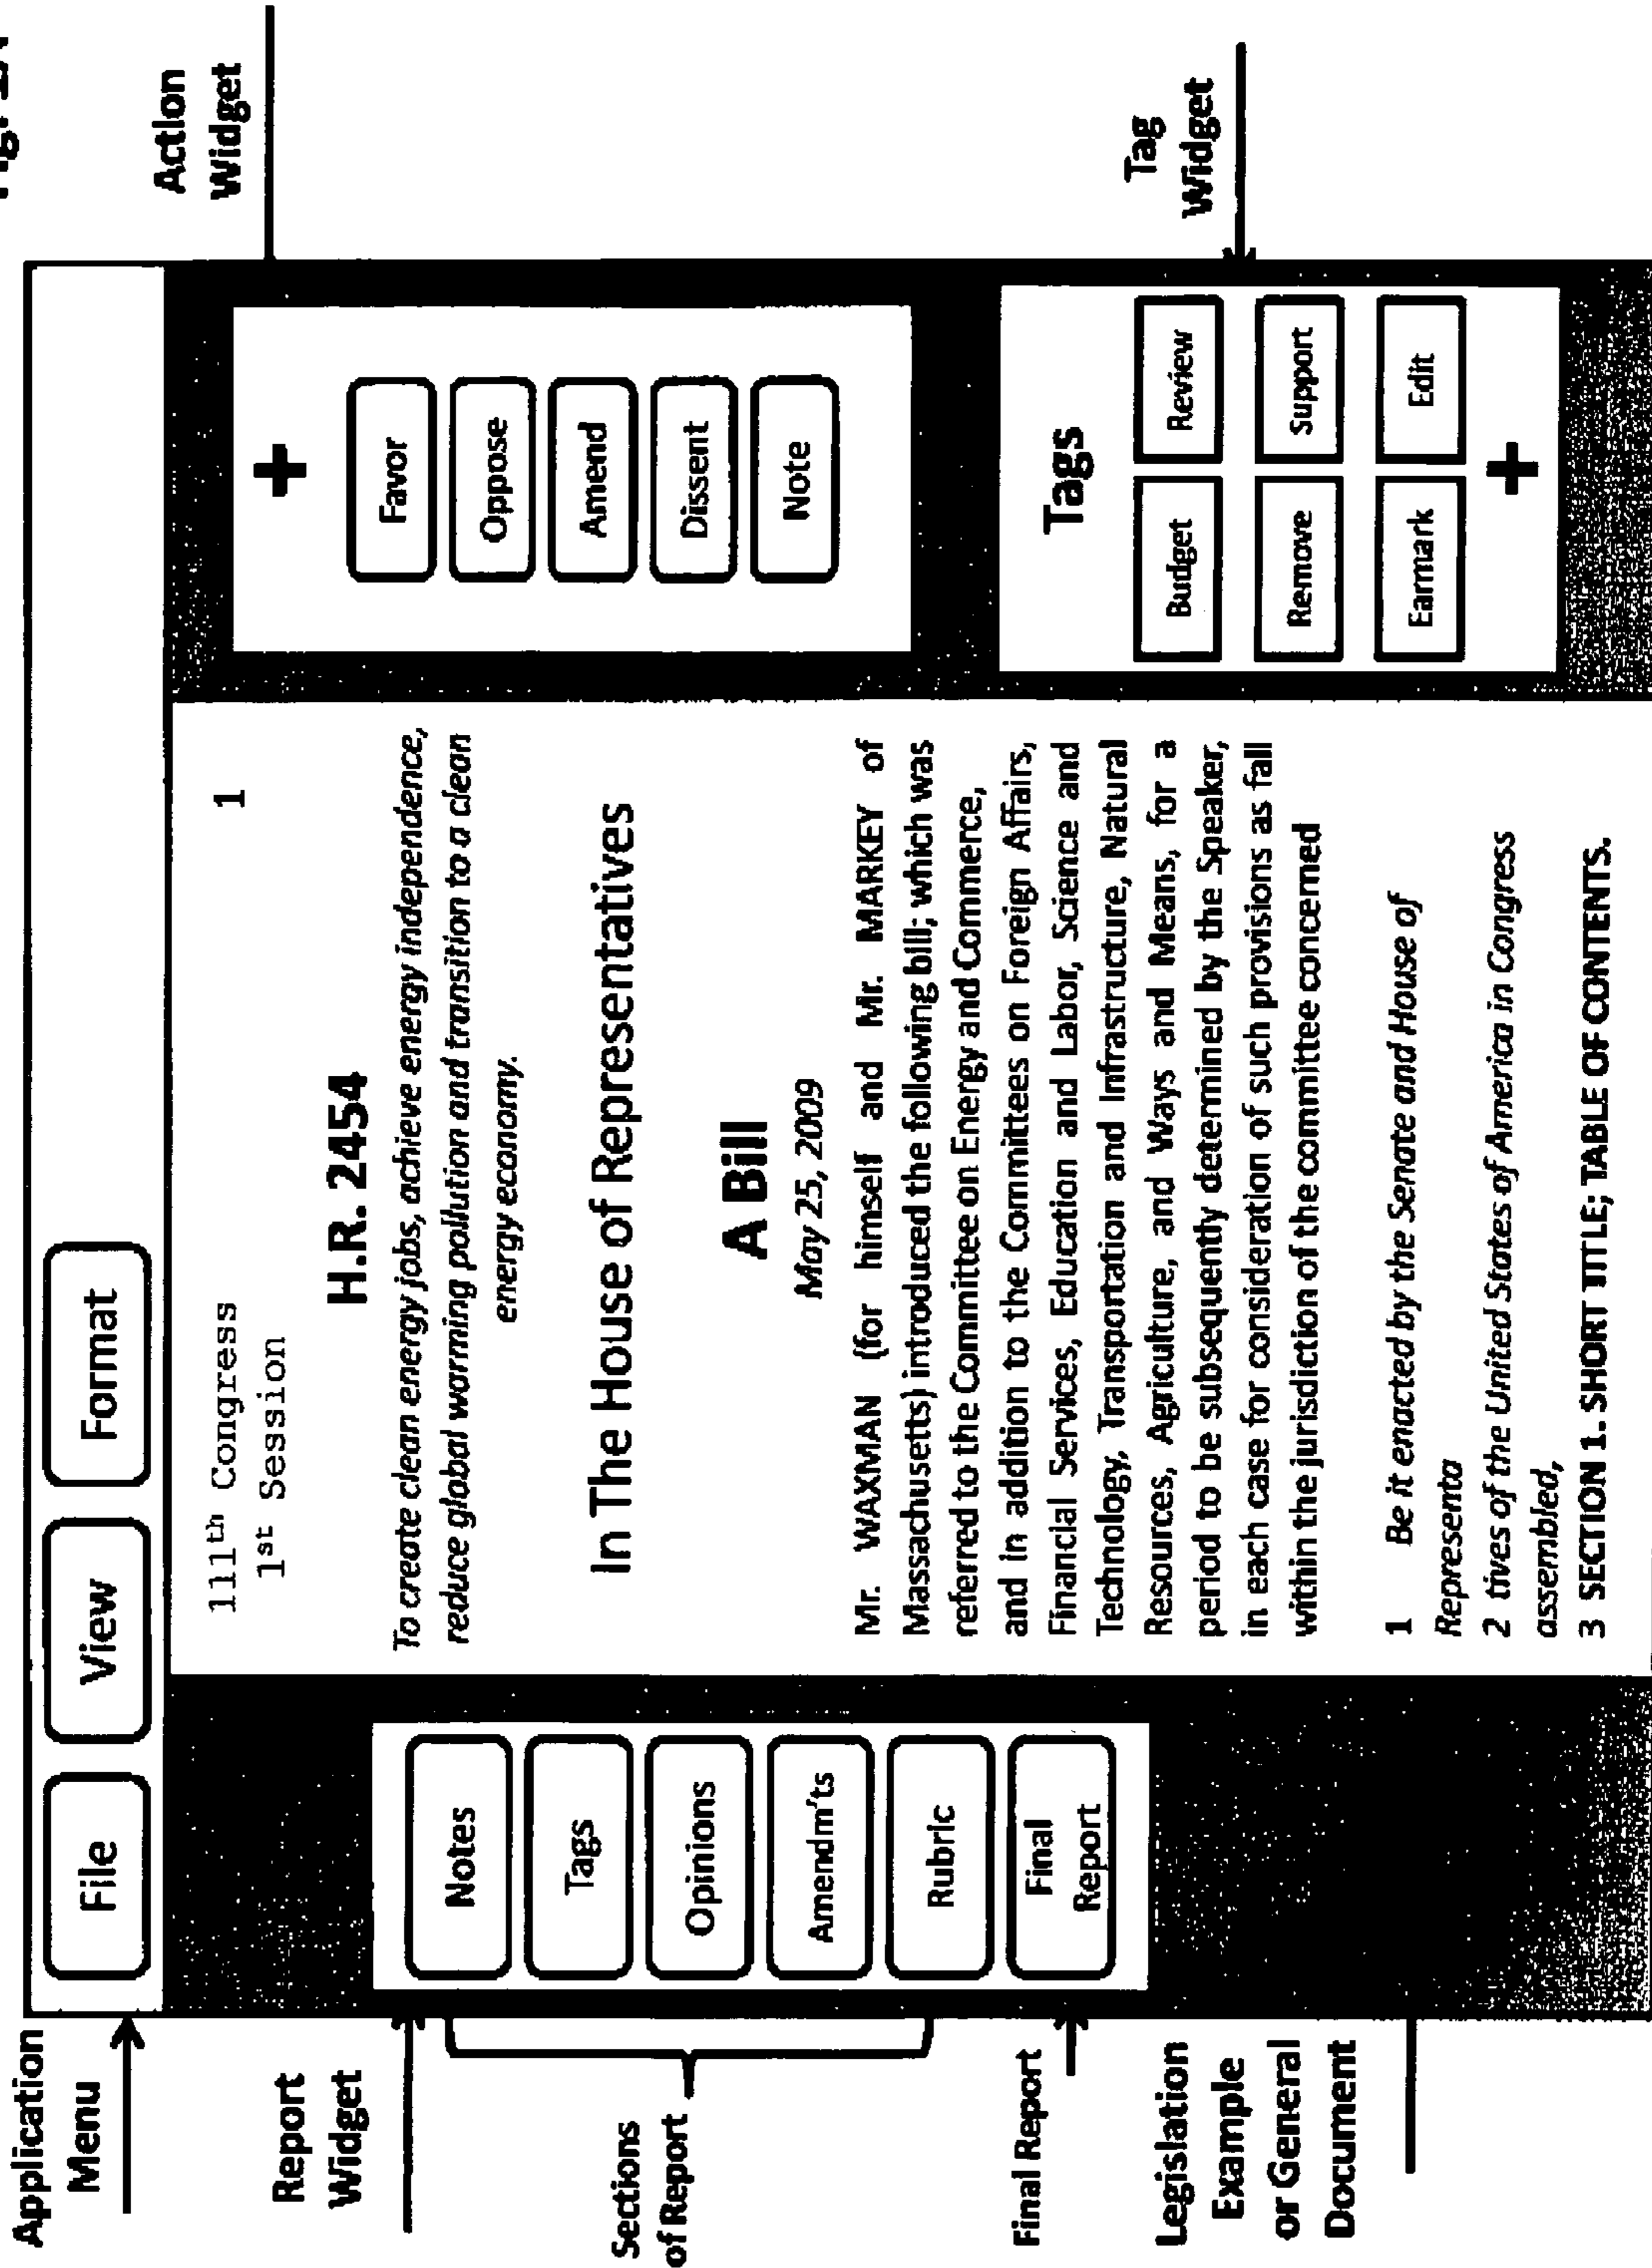 Application
Menu
File
View
Format
Action
Widget
Report
Widget
Notes
Tags
Opinions
Amendm'ts
Rubric
Final
Report
Sections
of Report
Final Report
Legislation
Example
or General
Document
111th Congress
1
1st Session
H.R. 2454
To create clean energy jobs, achieve energy independence,
reduce global warming pollution and transition to a clean
energy economy.
In The House of Representatives
A Bill
May 25, 2009
Mr. WAXMAN (for himself and Mr. MARKEY of
Massachusetts) introduced the following bill; which was
referred to the Committee on Energy and Commerce,
and in addition to the Committees on Foreign Affairs,
Financial Services, Education and Labor, Science and
Technology, Transportation and Infrastructure, Natural
Resources, Agriculture, and Ways and Means, for a
period to be subsequently determined by the Speaker,
in each case for consideration of such provisions as fall
within the jurisdiction of the committee concerned
1 Be it enacted by the Senate and House of
Representa
2 tives of the United States of America in Congress
assembled,
3 SECTION 1. SHORT TITLE; TABLE OF CONTENTS.
+
Favor
Oppose
Amend
Dissent
Note
Tags
Budget
Review
Remove
Support
Earmark
Edit
+
Tag
Widget